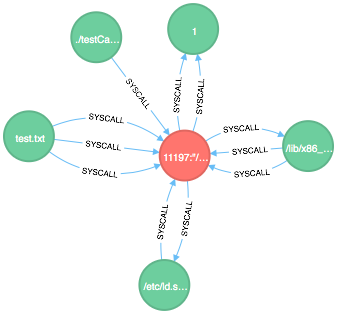 ./testCa...
1
test.txt
11197:"/...
/lib/x86_...
/etc/ld.s...
SYSCALL
SYSCALL
SYSCALL
SYSCALL
SYSCALL
SYSCALL
SYSCALL
SYSCALL
SYSCALL
SYSCALL
SYSCALL